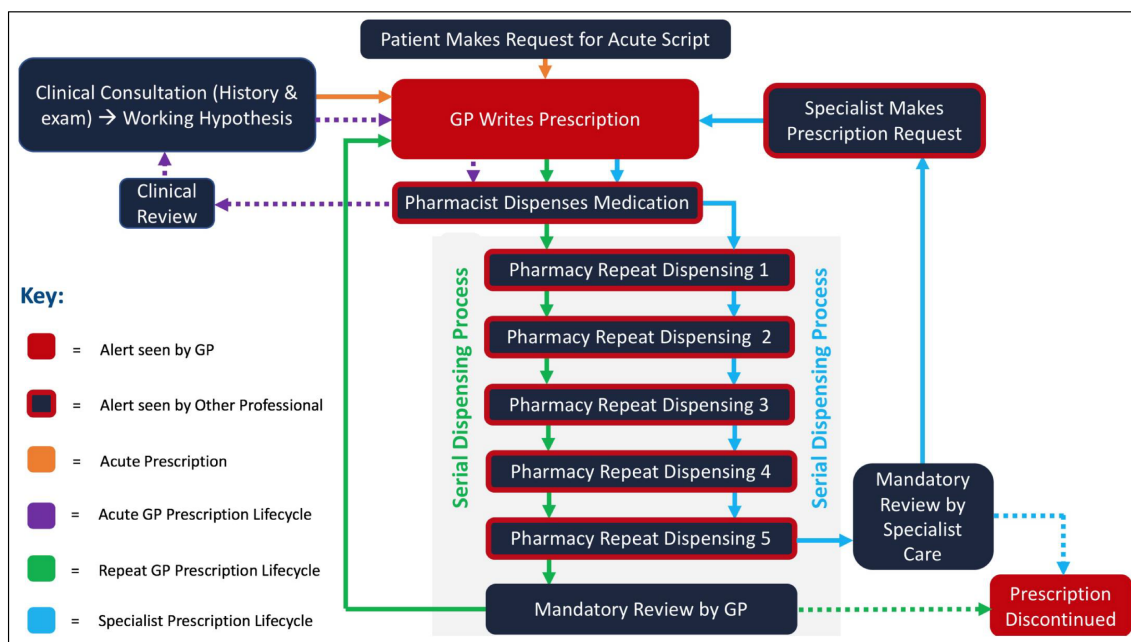 Patient Makes Request for Acute Script
Clinical Consultation (History &
exam) → Working Hypothesis
GP Writes Prescription
Specialist Makes
Prescription Request
Clinical
Review
Pharmacist Dispenses Medication
Serial Dispensing Process
Pharmacy Repeat Dispensing 1
Pharmacy Repeat Dispensing 2
Pharmacy Repeat Dispensing 3
Pharmacy Repeat Dispensing 4
Pharmacy Repeat Dispensing 5
Serial Dispensing Process
Mandatory
Review by
Specialist
Care
Mandatory Review by GP
Prescription
Discontinued
Key:
= Alert seen by GP
= Alert seen by Other Professional
= Acute Prescription
= Acute GP Prescription Lifecycle
= Repeat GP Prescription Lifecycle
= Specialist Prescription Lifecycle